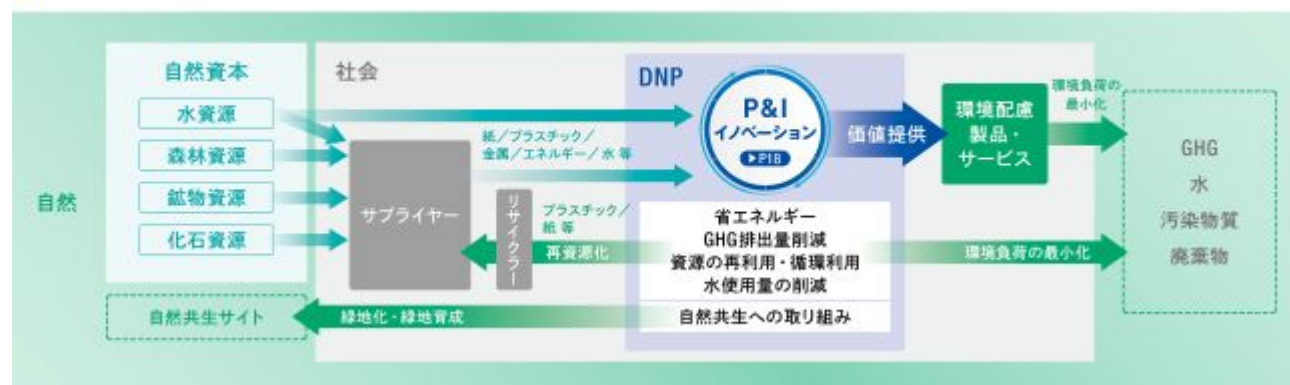 自然
自然資本
水資源
森林資源
鉱物資源
化石資源
自然共生サイト
社会
サプライヤー
紙／プラスチック／
金属／エネルギー／水 等
リサイクラー
プラスチック／
紙 等
再資源化
緑地化・緑地育成
DNP
P&I
イノベーション
▶P18
価値提供
省エネルギー
GHG排出量削減
資源の再利用・循環利用
水使用量の削減
自然共生への取り組み
環境配慮
製品・
サービス
環境負荷の
最小化
環境負荷の最小化
GHG
水
汚染物質
廃棄物